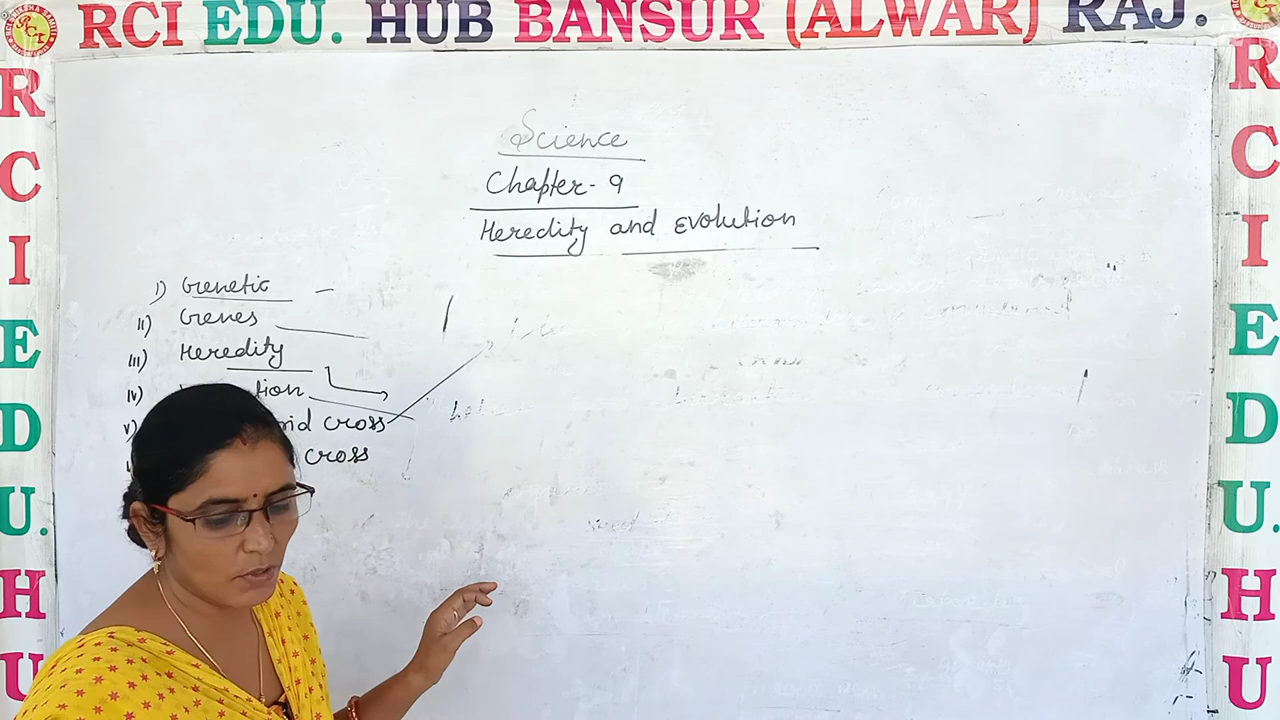 RCI EDU. HUB BANSUR (ALWAR) RAJ.
Science
Chapter-9
Heredity and Evolution
I) Genetic -
II) Genes
III) Heredity
IV)
V) cross
cross
R
C
I
E
D
U.
H
U
R
C
I
E
D
U.
H
U